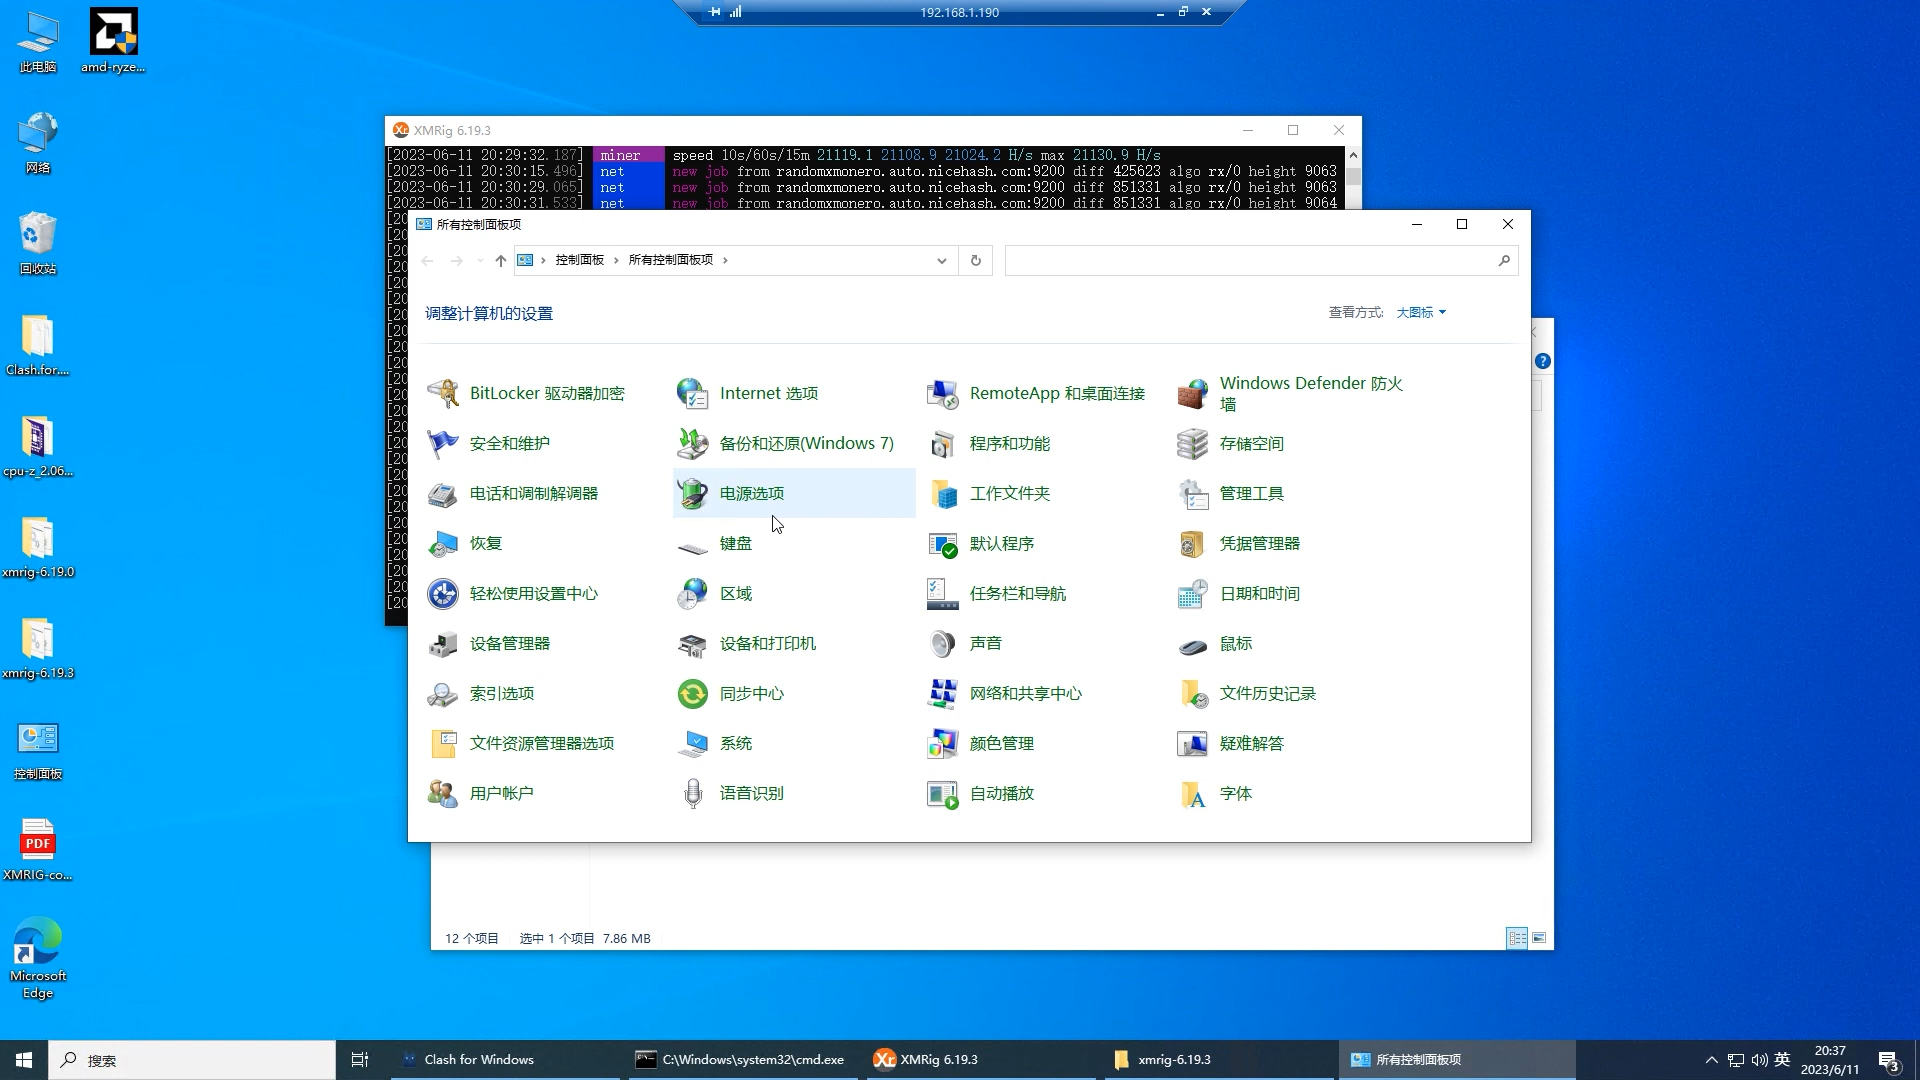 192.168.1.190
此电脑
amd-ryze...
网络
回收站
Clash.for....
cpu-z_2.06...
xmrig-6.19.0
xmrig-6.19.3
控制面板
PDF
XMRIG-co...
Microsoft
Edge
XMRig 6.19.3
[2023-06-11 20:29:32.187] miner speed 10s/60s/15m 21119.1 21108.9 21024.2 H/s max 21130.9 H/s
[2023-06-11 20:30:15.496] net new job from randomxmonero.auto.nicehash.com:9200 diff 425623 algo rx/0 height 9063
[2023-06-11 20:30:29.065] net new job from randomxmonero.auto.nicehash.com:9200 diff 851331 algo rx/0 height 9063
[2023-06-11 20:30:31.533] net new job from randomxmonero.auto.nicehash.com:9200 diff 851331 algo rx/0 height 9064
所有控制面板项
控制面板 所有控制面板项
调整计算机的设置
查看方式: 大图标
BitLocker 驱动器加密 Internet 选项 RemoteApp 和桌面连接 Windows Defender 防火
墙
安全和维护 备份和还原(Windows 7) 程序和功能 存储空间
电话和调制解调器 电源选项 工作文件夹 管理工具
恢复 键盘 默认程序 凭据管理器
轻松使用设置中心 区域 任务栏和导航 日期和时间
设备管理器 设备和打印机 声音 鼠标
索引选项 同步中心 网络和共享中心 文件历史记录
文件资源管理器选项 系统 颜色管理 疑难解答
用户帐户 语音识别 自动播放 字体
12 个项目 选中 1 个项目 7.86 MB
搜索
Clash for Windows
C:\Windows\system32\cmd.exe
XMRig 6.19.3
xmrig-6.19.3
所有控制面板项
英
20:37
2023/6/11
3